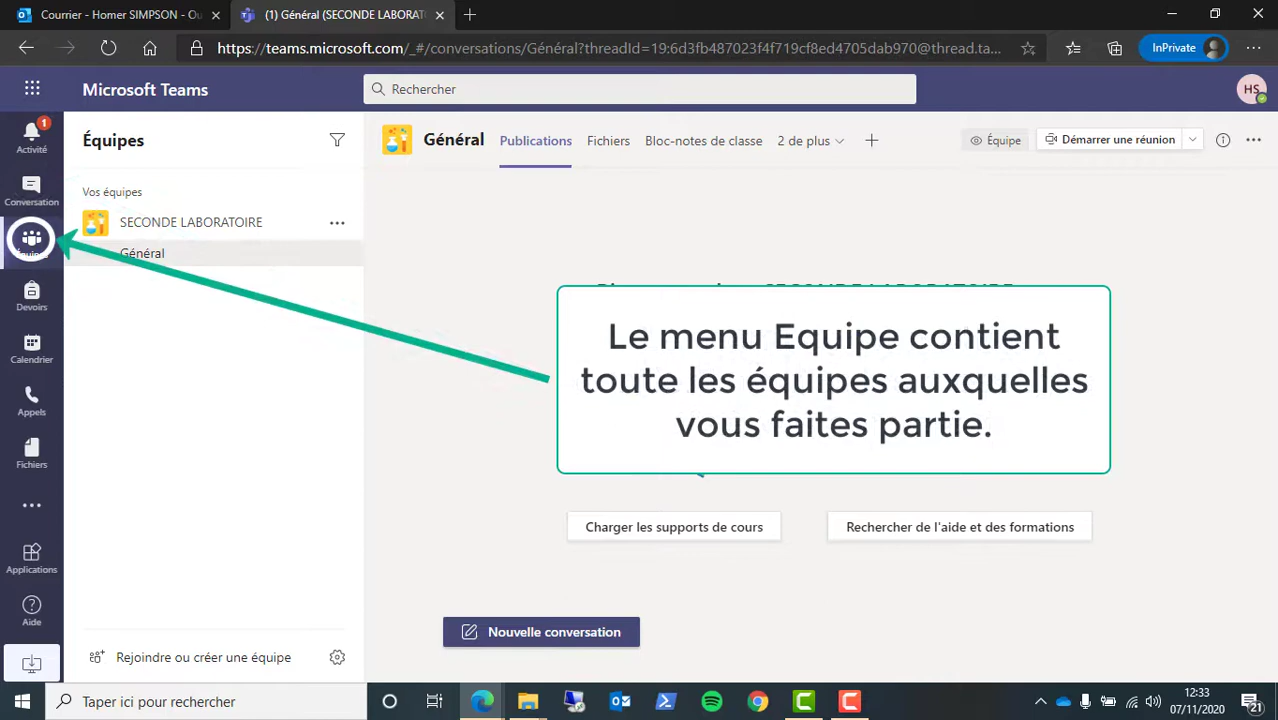 Courrier - Homer SIMPSON - Ou
(1) Général (SECONDE LABORAT
https://teams.microsoft.com/_#/conversations/Général?threadId=19:6d3fb487023f4f719cf8ed4705dab970@thread.ta...
InPrivate
Microsoft Teams
Rechercher
HS
1
Activité
Conversation
Devoirs
Calendrier
Appels
Fichiers
Applications
Aide
Équipes
Vos équipes
SECONDE LABORATOIRE
Général
Rejoindre ou créer une équipe
Général
Publications
Fichiers
Bloc-notes de classe
2 de plus
Équipe
Démarrer une réunion
Le menu Equipe contient
toute les équipes auxquelles
vous faites partie.
Charger les supports de cours
Rechercher de l'aide et des formations
Nouvelle conversation
Taper ici pour rechercher
12:33
07/11/2020
21